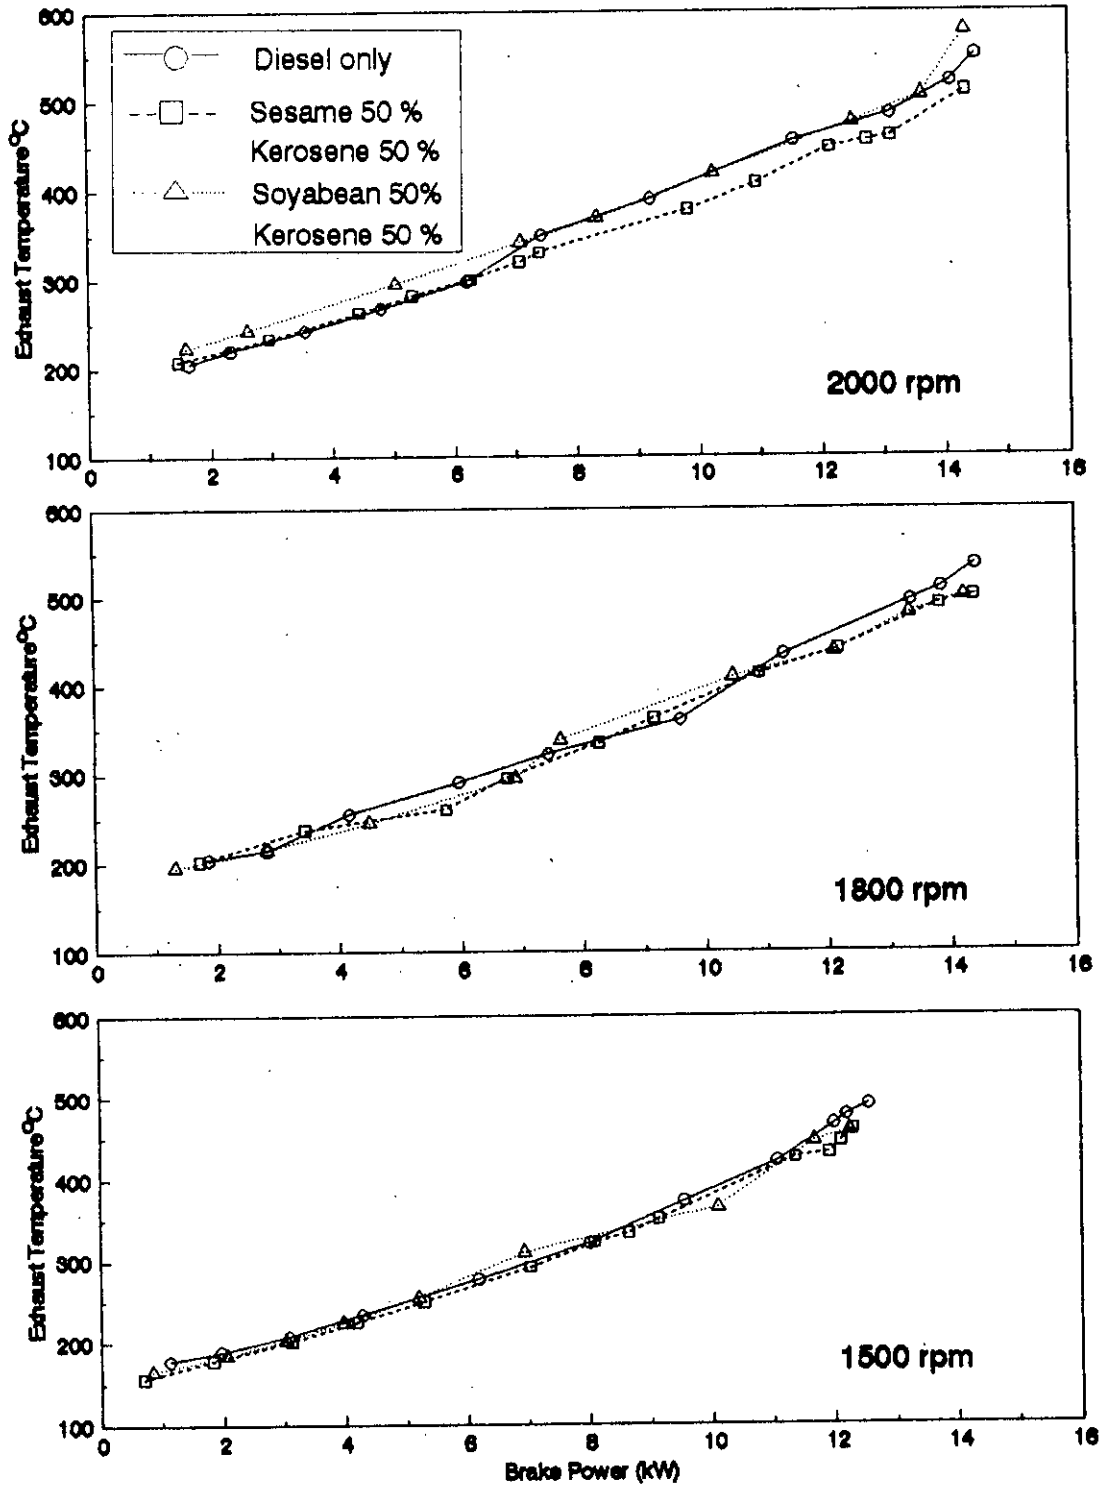 600
500
400
300
200
100
Exhaust Temperature°C
Diesel only
Sesame 50 %
Kerosene 50 %
Soyabean 50%
Kerosene 50 %
2000 rpm
0 2 4 6 8 10 12 14 16
600
500
400
300
200
100
Exhaust Temperature°C
1800 rpm
0 2 4 6 8 10 12 14 16
600
500
400
300
200
100
Exhaust Temperature°C
1500 rpm
0 2 4 6 8 10 12 14 16
Brake Power (kW)